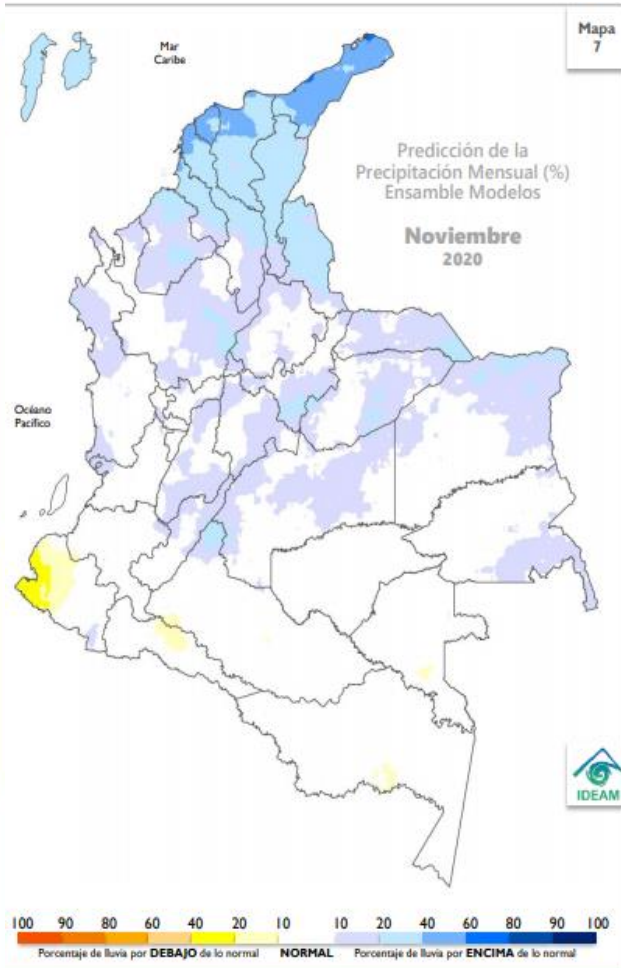 Mapa
7
Mar
Caribe
Predicción de la
Precipitación Mensual (%)
Ensamble Modelos
Noviembre
2020
Océano
Pacífico
IDEAM
100 90 80 60 40 20 10 10 20 40 60 80 90 100
Porcentaje de lluvia por DEBAJO de lo normal NORMAL Porcentaje de lluvia por ENCIMA de lo normal